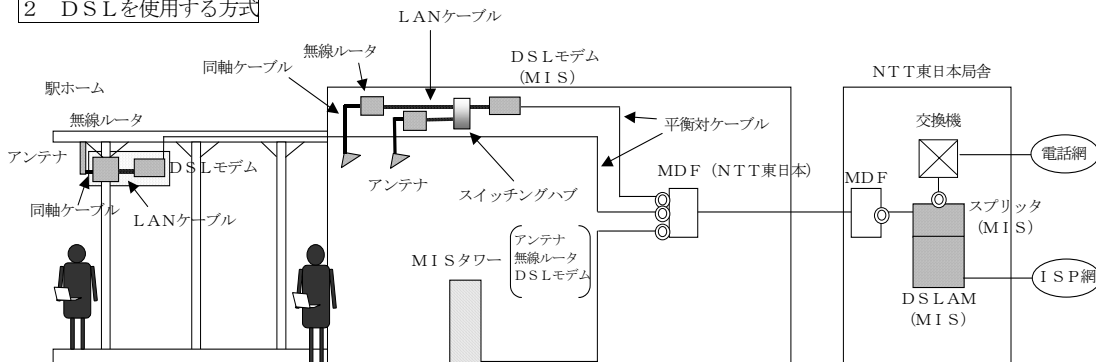 ２　ＤＳＬを使用する方式
ＬＡＮケーブル
無線ルータ
同軸ケーブル
ＤＳＬモデム
（ＭＩＳ）
ＮＴＴ東日本局舎
駅ホーム
無線ルータ
アンテナ
ＤＳＬモデム
同軸ケーブル
ＬＡＮケーブル
アンテナ
スイッチングハブ
平衡対ケーブル
ＭＤＦ（ＮＴＴ東日本）
交換機
電話網
ＭＤＦ
スプリッタ
（ＭＩＳ）
ＭＩＳタワー
アンテナ
無線ルータ
ＤＳＬモデム
ＩＳＰ網
ＤＳＬＡＭ
（ＭＩＳ）